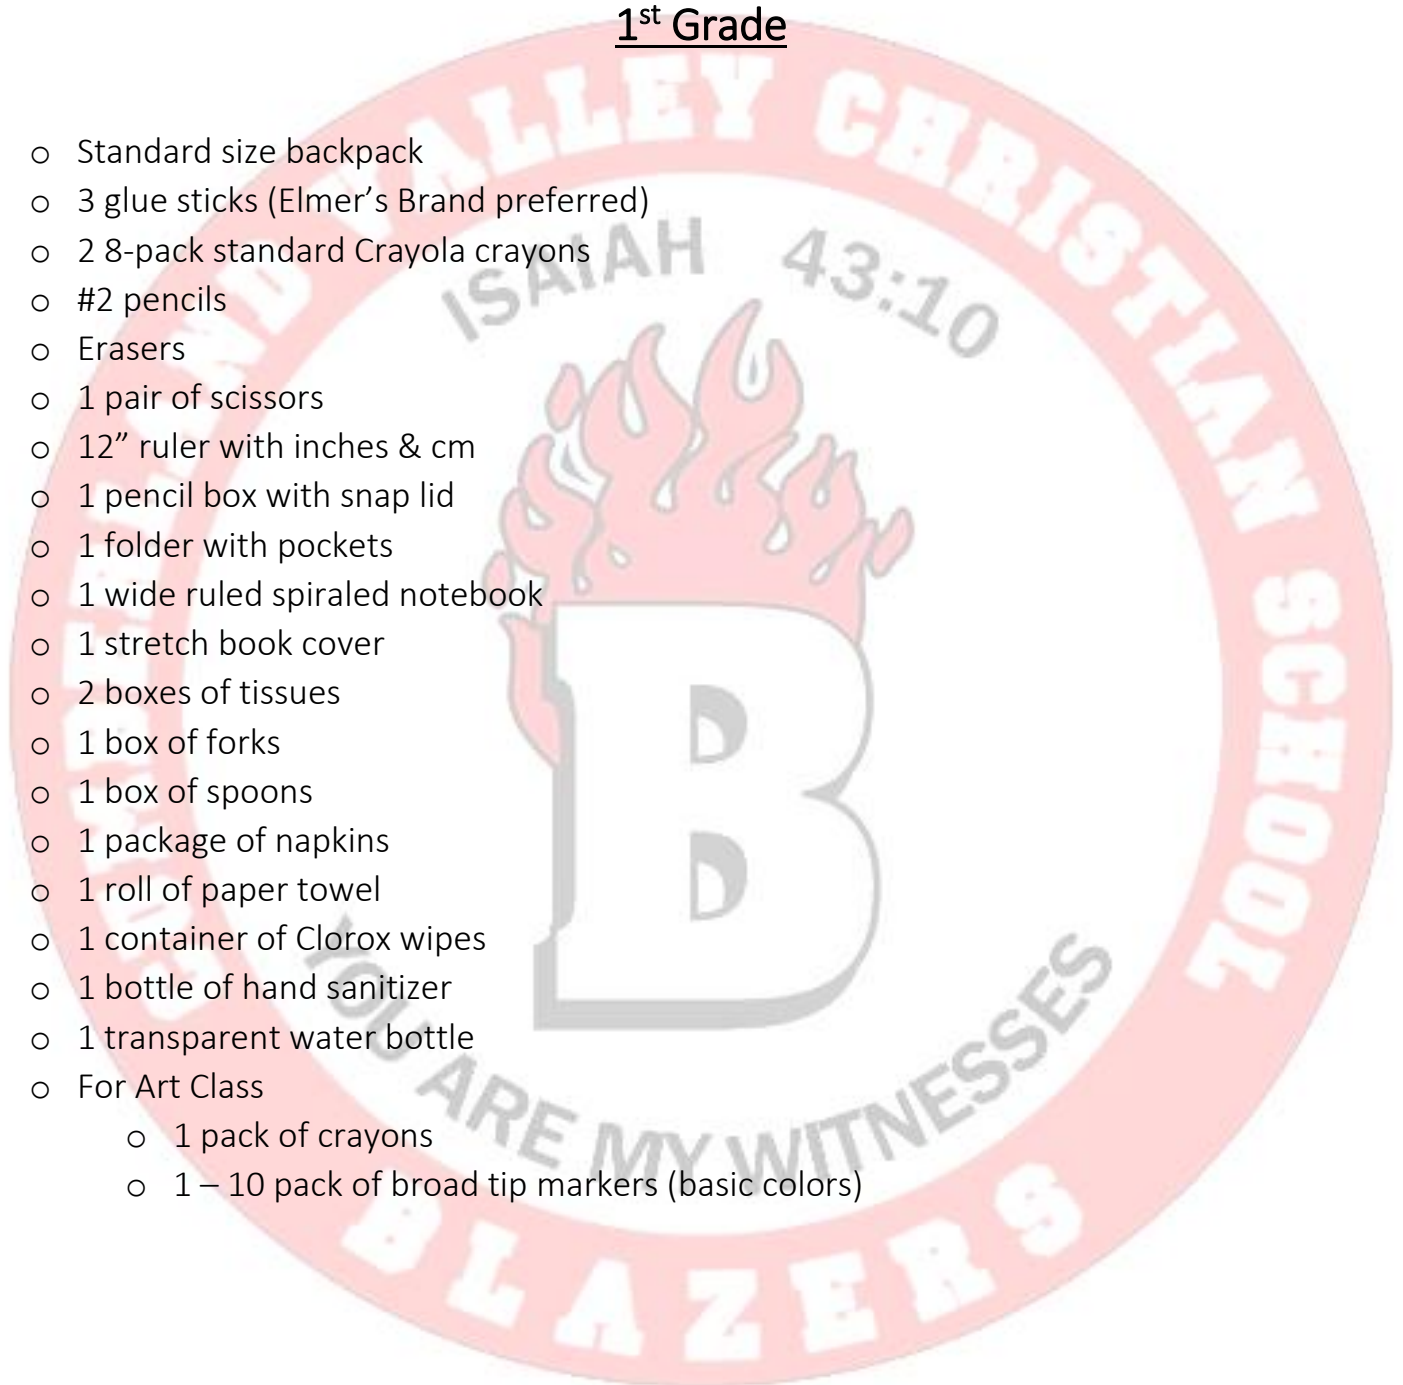 1st Grade
o Standard size backpack
o 3 glue sticks (Elmer’s Brand preferred)
o 2 8-pack standard Crayola crayons
o #2 pencils
o Erasers
o 1 pair of scissors
o 12” ruler with inches & cm
o 1 pencil box with snap lid
o 1 folder with pockets
o 1 wide ruled spiraled notebook
o 1 stretch book cover
o 2 boxes of tissues
o 1 box of forks
o 1 box of spoons
o 1 package of napkins
o 1 roll of paper towel
o 1 container of Clorox wipes
o 1 bottle of hand sanitizer
o 1 transparent water bottle
o For Art Class
o 1 pack of crayons
o 1 – 10 pack of broad tip markers (basic colors)
CUMBERLAND VALLEY CHRISTIAN SCHOOL
ISAIAH 43:10
B
YOU ARE MY WITNESSES
BLAZERS